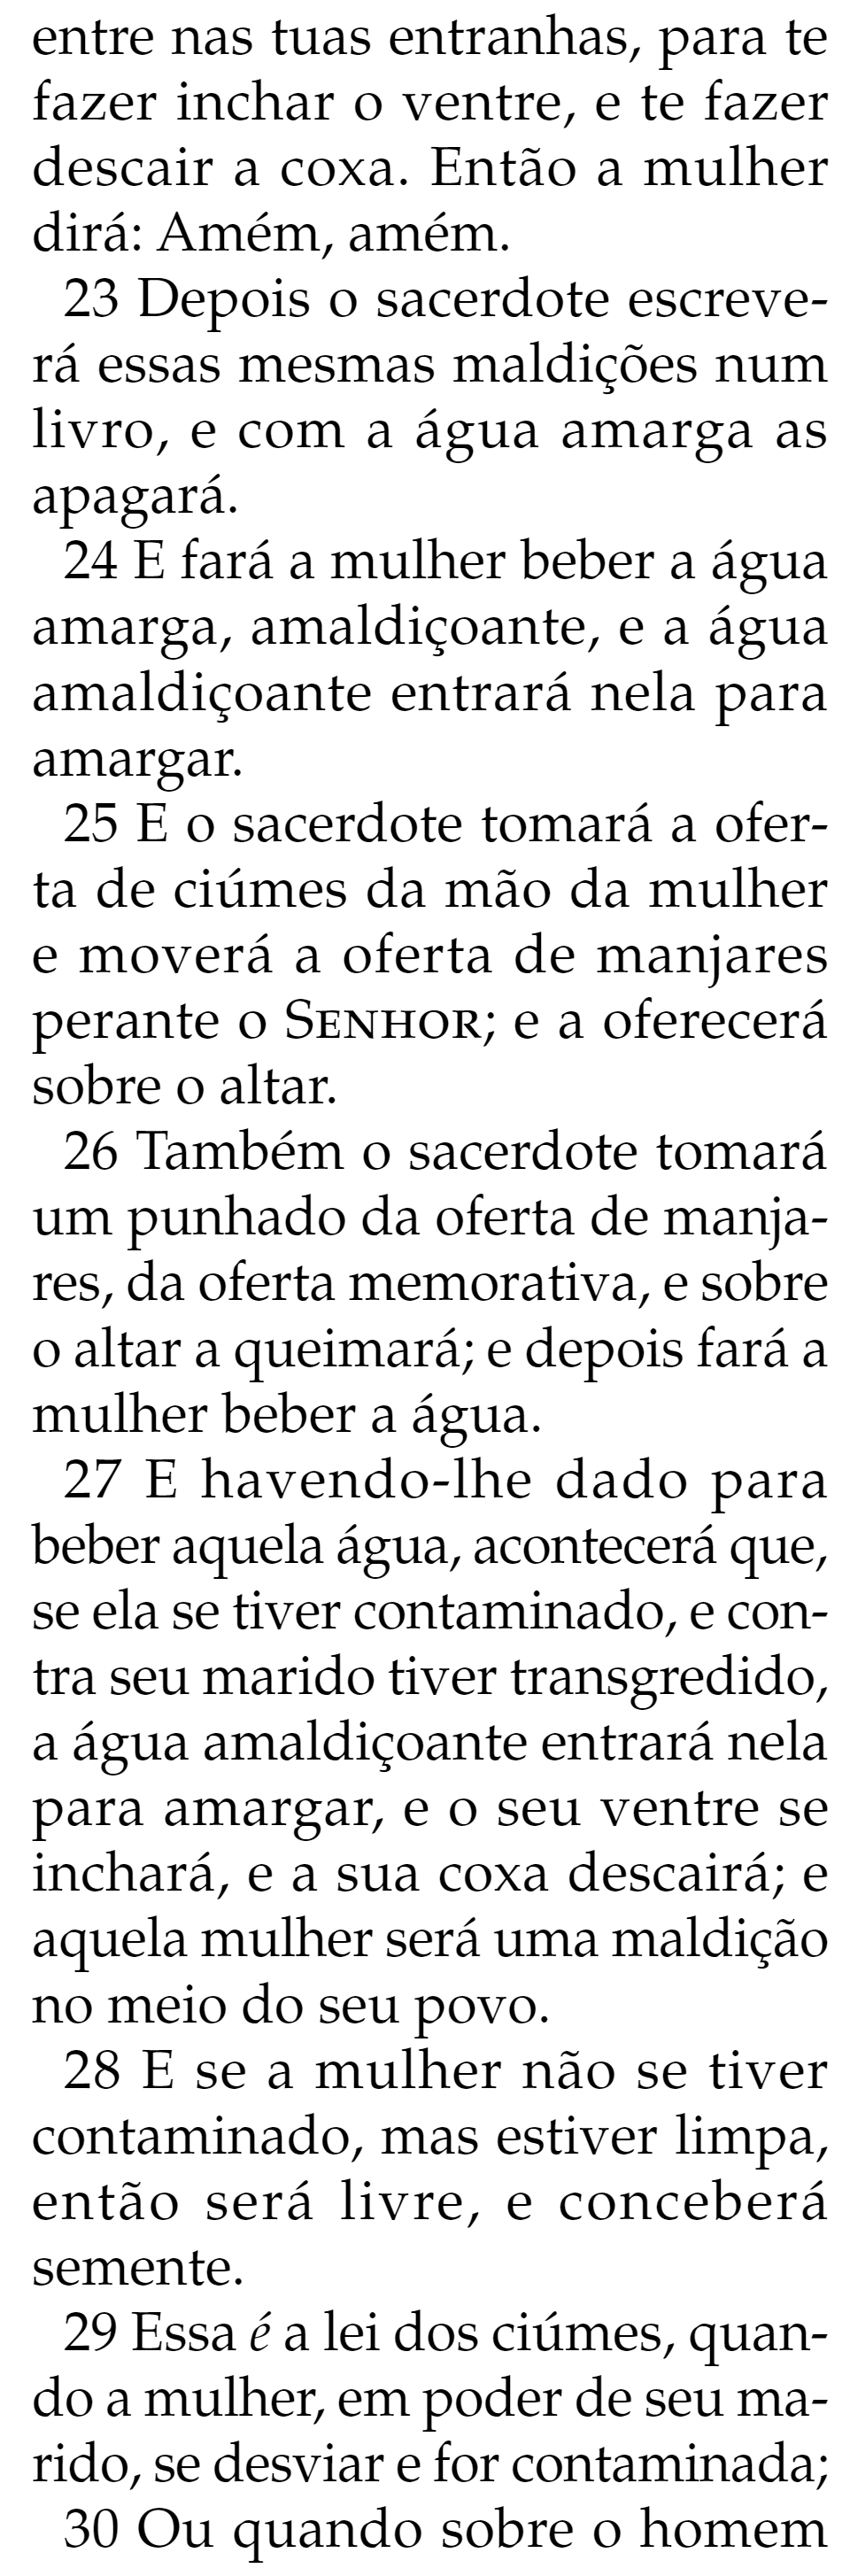 entre nas tuas entranhas, para te
fazer inchar o ventre, e te fazer
descair a coxa. Então a mulher
dirá: Amém, amém.
23 Depois o sacerdote escreve-
rá essas mesmas maldições num
livro, e com a água amarga as
apagará.
24 E fará a mulher beber a água
amarga, amaldiçoante, e a água
amaldiçoante entrará nela para
amargar.
25 E o sacerdote tomará a ofer-
ta de ciúmes da mão da mulher
e moverá a oferta de manjares
perante o SENHOR; e a oferecerá
sobre o altar.
26 Também o sacerdote tomará
um punhado da oferta de manja-
res, da oferta memorativa, e sobre
o altar a queimará; e depois fará a
mulher beber a água.
27 E havendo-lhe dado para
beber aquela água, acontecerá que,
se ela se tiver contaminado, e con-
tra seu marido tiver transgredido,
a água amaldiçoante entrará nela
para amargar, e o seu ventre se
inchará, e a sua coxa descairá; e
aquela mulher será uma maldição
no meio do seu povo.
28 E se a mulher não se tiver
contaminado, mas estiver limpa,
então será livre, e conceberá
semente.
29 Essa é a lei dos ciúmes, quan-
do a mulher, em poder de seu ma-
rido, se desviar e for contaminada;
30 Ou quando sobre o homem